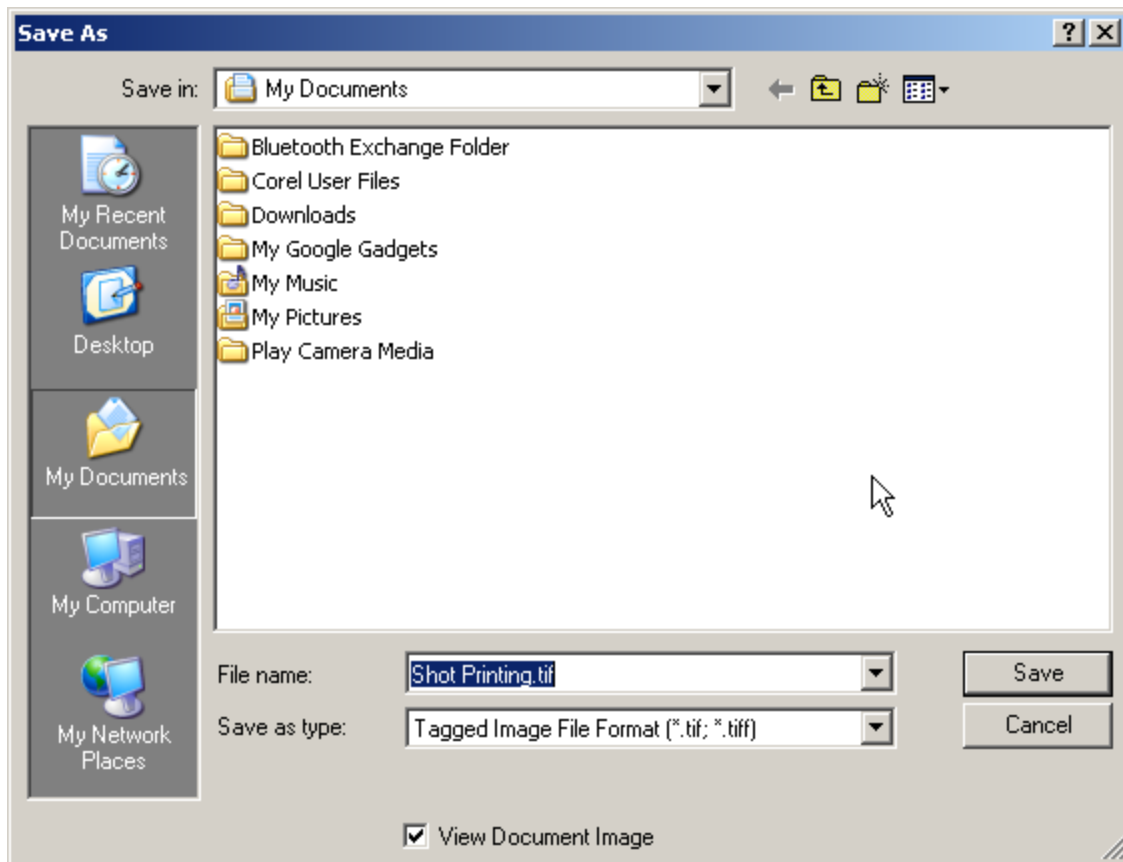 Save As
Save in:
My Documents
My Recent
Documents
Desktop
My Documents
My Computer
My Network
Places
Bluetooth Exchange Folder
Corel User Files
Downloads
My Google Gadgets
My Music
My Pictures
Play Camera Media
File name:
Shot Printing.tif
Save
Save as type:
Tagged Image File Format (*.tif; *.tiff)
Cancel
View Document Image